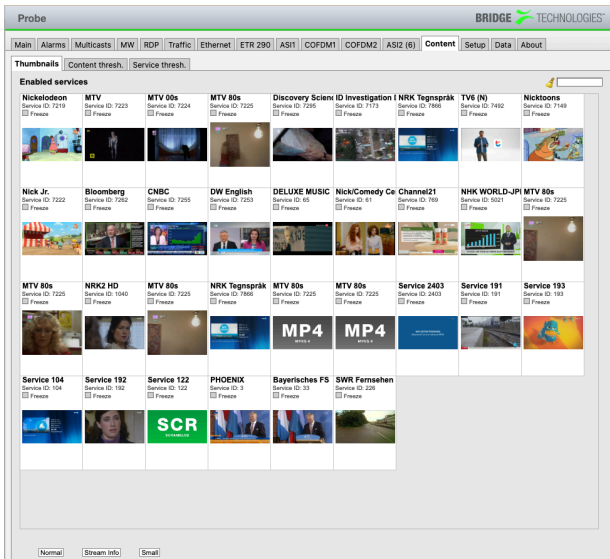 Probe
BRIDGE TECHNOLOGIES
Main Alarms Multicasts MW RDP Traffic Ethernet ETR 290 ASI1 COFDM1 COFDM2 ASI2 (6) Content Setup Data About
Thumbnails Content thresh. Service thresh.
Enabled services
Nickelodeon MTV MTV 00s MTV 80s Discovery Scienc ID Investigation I NRK Tegnspråk TV6 (N) Nicktoons
Service ID: 7219 Service ID: 7223 Service ID: 7224 Service ID: 7225 Service ID: 7295 Service ID: 7173 Service ID: 7866 Service ID: 7492 Service ID: 7149
Freeze Freeze Freeze Freeze Freeze Freeze Freeze Freeze Freeze
Nick Jr. Bloomberg CNBC DW English DELUXE MUSIC Nick/Comedy Ce Channel21 NHK WORLD-JPI MTV 80s
Service ID: 7222 Service ID: 7262 Service ID: 7255 Service ID: 7253 Service ID: 65 Service ID: 61 Service ID: 769 Service ID: 5021 Service ID: 7225
Freeze Freeze Freeze Freeze Freeze Freeze Freeze Freeze Freeze
MTV 80s NRK2 HD MTV 80s NRK Tegnspråk MTV 80s MTV 80s Service 2403 Service 191 Service 193
Service ID: 7225 Service ID: 1040 Service ID: 7225 Service ID: 7866 Service ID: 7225 Service ID: 7225 Service ID: 2403 Service ID: 191 Service ID: 193
Freeze Freeze Freeze Freeze Freeze Freeze Freeze Freeze Freeze
MP4 MP4
MPEG 4 MPEG 4
Service 104 Service 192 Service 122 PHOENIX Bayerisches FS SWR Fernsehen
Service ID: 104 Service ID: 192 Service ID: 122 Service ID: 3 Service ID: 33 Service ID: 226
Freeze Freeze Freeze Freeze Freeze Freeze
SCR
SCRAMBLED
Normal Stream Info Small